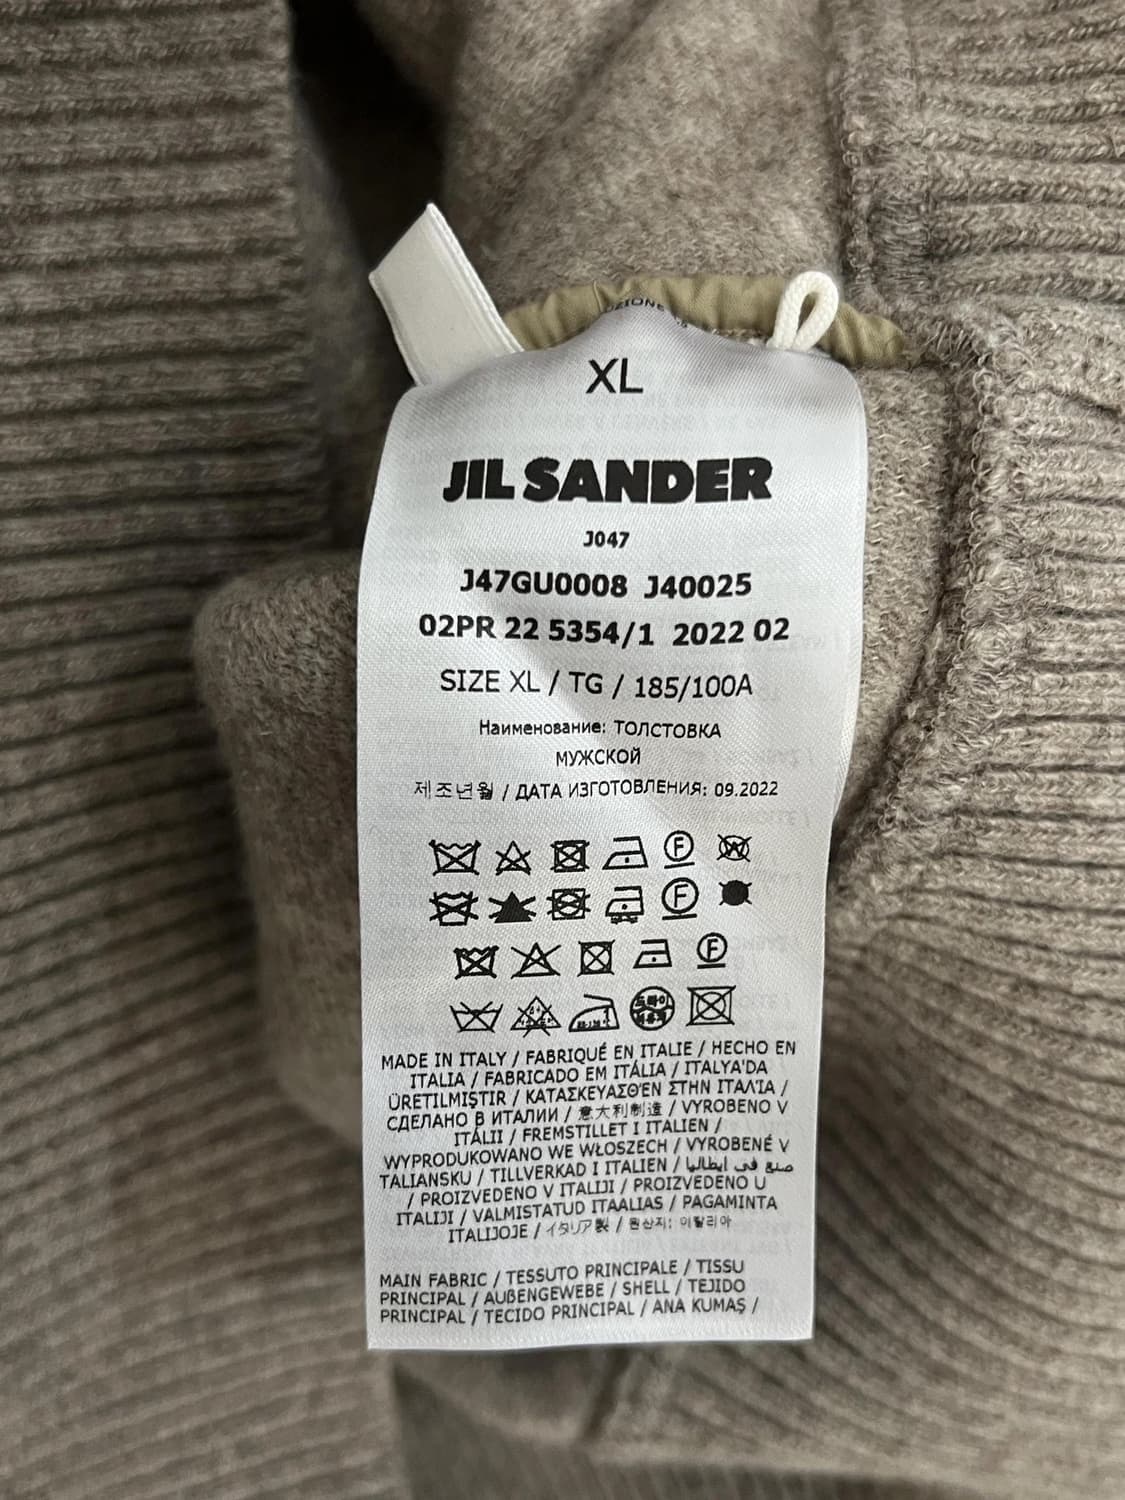 XL
JIL SANDER
J047
J47GU0008 J40025
02PR 22 5354/1 2022 02
SIZE XL / TG / 185/100A
Наименование: ТОЛСТОВКА
МУЖСКОЙ
제조년월 / ДАТА ИЗГОТОВЛЕНИЯ: 09.2022
F W
F
F
드라이
MADE IN ITALY / FABRIQUÉ EN ITALIE / HECHO EN
ITALIA / FABRICADO EM ITÁLIA / ITALYA'DA
ÜRETILMIŞTIR / ΚΑΤΑΣΚΕΥΑΣΘΈΝ ΣΤΗΝ ΙΤΑΛΊΑ /
СДЕЛАНО В ИТАЛИИ / 意大利制造 / VYROBENO V
ITÁLII / FREMSTILLET I ITALIEN /
WYPRODUKOWANO WE WŁOSZECH / VYROBENÉ V
TALIANSKU / TILLVERKAD I ITALIEN / صنع في ايطاليا
/ PROIZVEDENO V ITALIJI / PROIZVEDENO U
ITALIJI / VALMISTATUD ITAALIAS / PAGAMINTA
ITALIJOJE / イタリア製 / 원산지: 이탈리아
MAIN FABRIC / TESSUTO PRINCIPALE / TISSU
PRINCIPAL / AUßENGEWEBE / SHELL / TEJIDO
PRINCIPAL / TECIDO PRINCIPAL / ANA KUMAŞ /